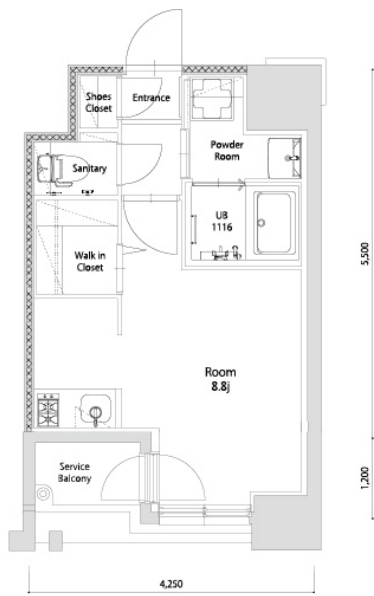 Shoes
Closet
Entrance
Powder
Room
Sanitary
UB
1116
Walk in
Closet
5,500
Room
8.8j
Service
Balcony
1,200
4,250